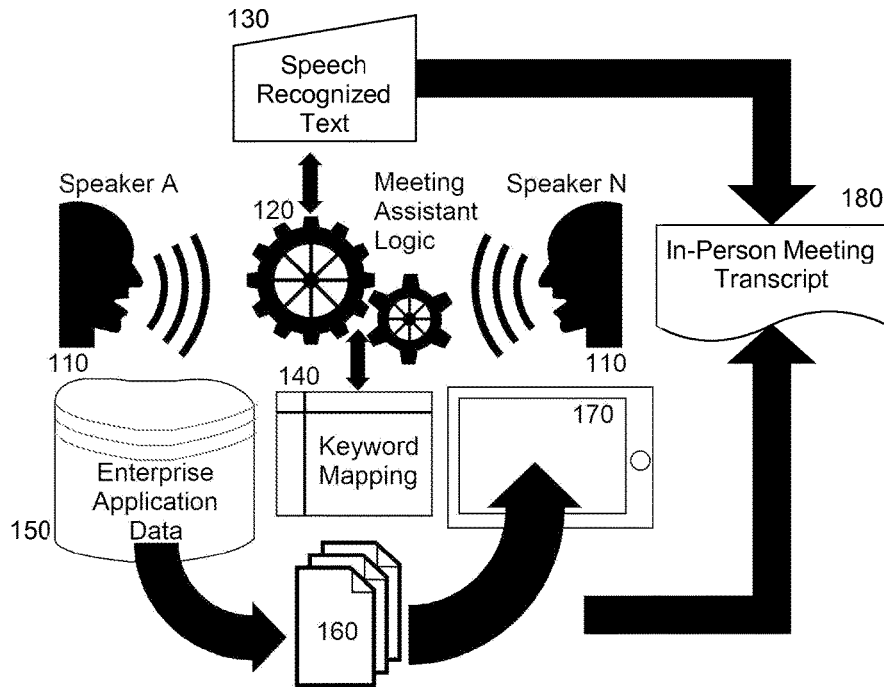 130
Speech
Recognized
Text
Speaker A
120
Meeting
Assistant
Logic
Speaker N
180
In-Person Meeting
Transcript
110
110
140
Keyword
Mapping
170
Enterprise
Application
Data
150
160